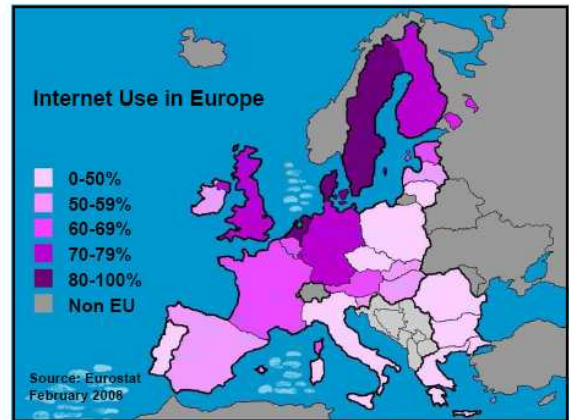 Internet Use in Europe
0-50%
50-59%
60-69%
70-79%
80-100%
Non EU
Source: Eurostat
February 2008